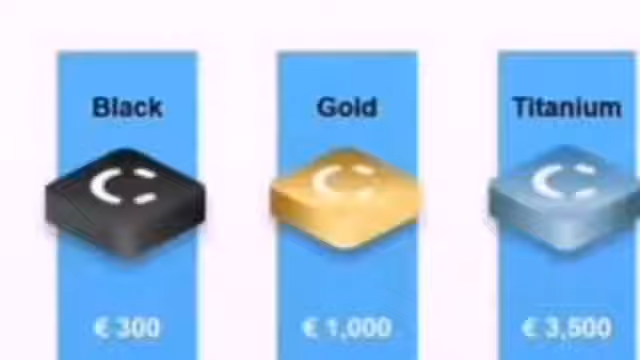 Black
Gold
Titanium
€ 300
€ 1,000
€ 3,500